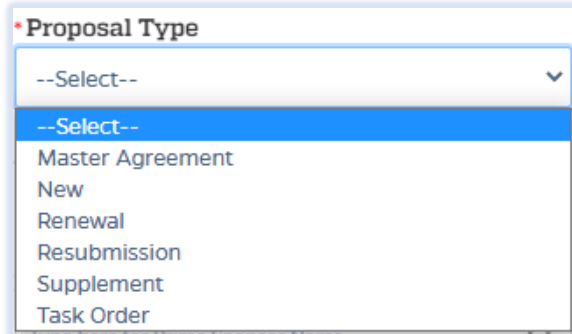 *Proposal Type
--Select--
--Select--
Master Agreement
New
Renewal
Resubmission
Supplement
Task Order